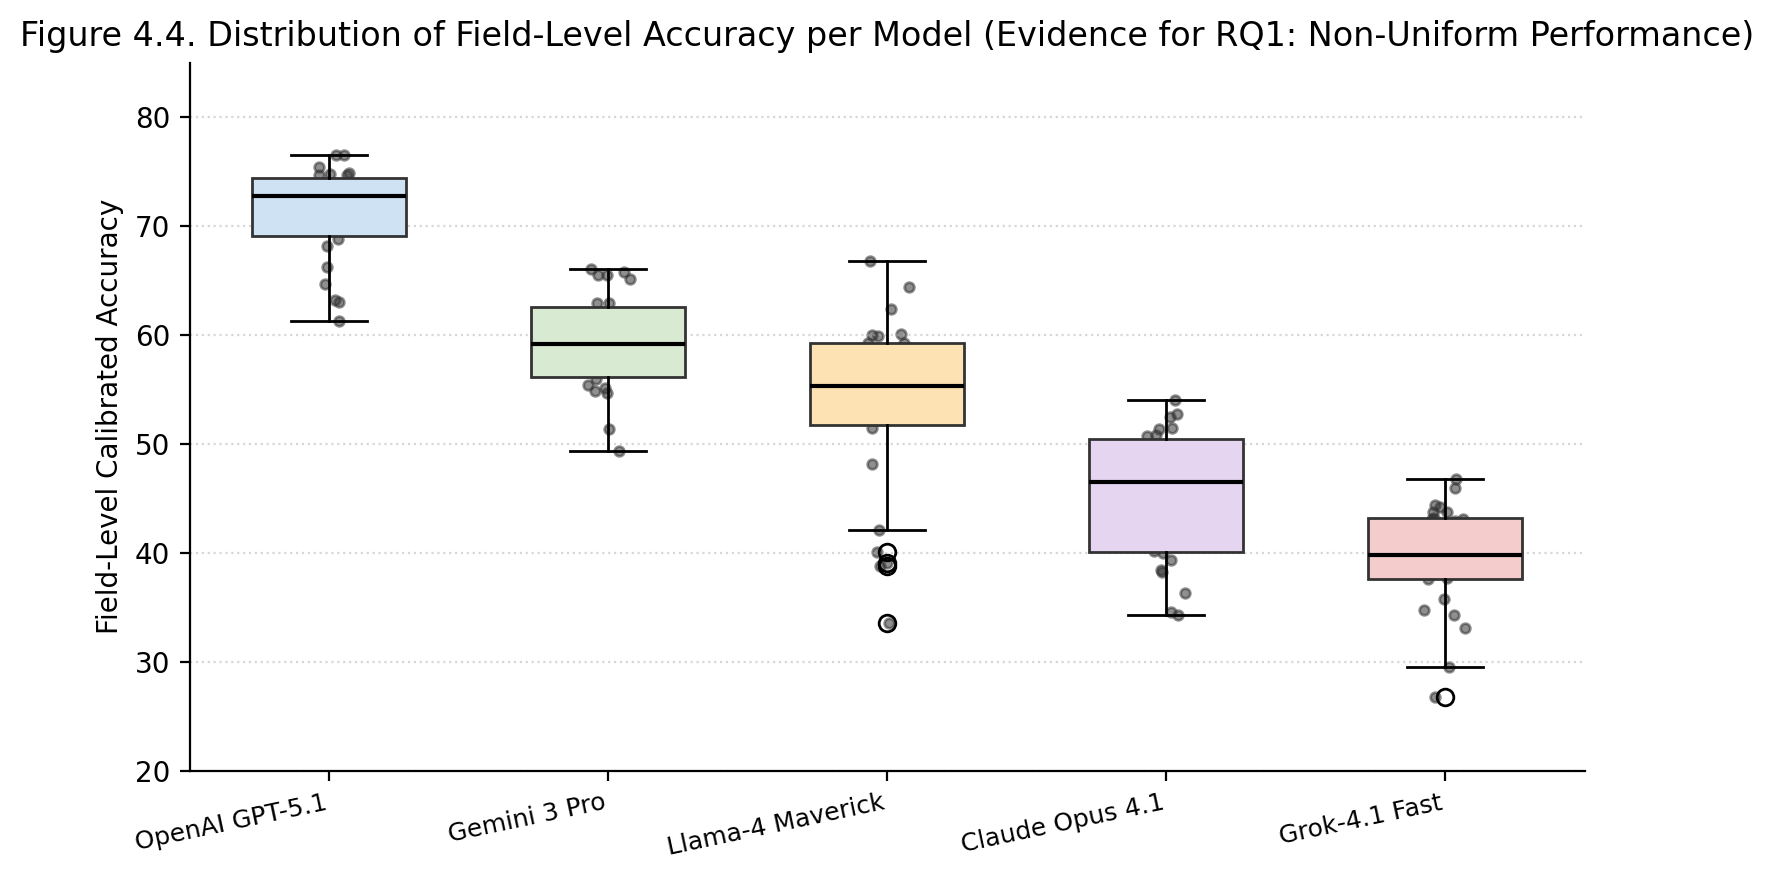 Figure 4.4. Distribution of Field-Level Accuracy per Model (Evidence for RQ1: Non-Uniform Performance)
Field-Level Calibrated Accuracy
80
70
60
50
40
30
20
OpenAI GPT-5.1
Gemini 3 Pro
Llama-4 Maverick
Claude Opus 4.1
Grok-4.1 Fast